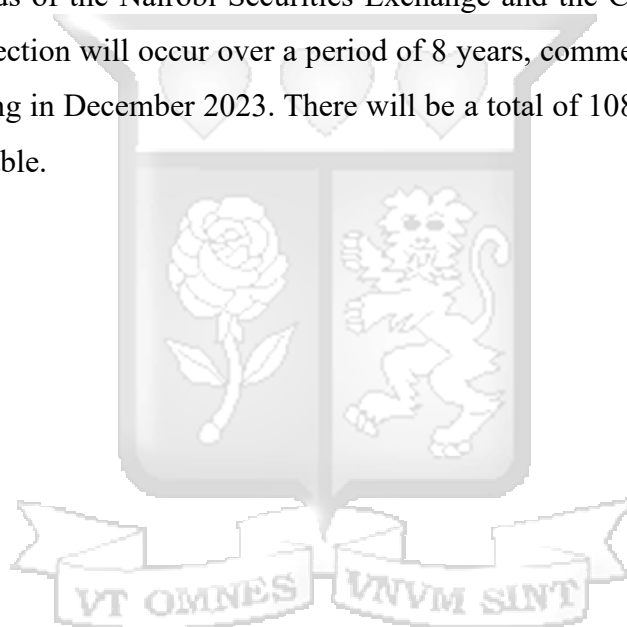 ds of the Nairobi Securities Exchange and the C
ection will occur over a period of 8 years, comme
ng in December 2023. There will be a total of 108
ble.
VT OMNES VNVM SINT